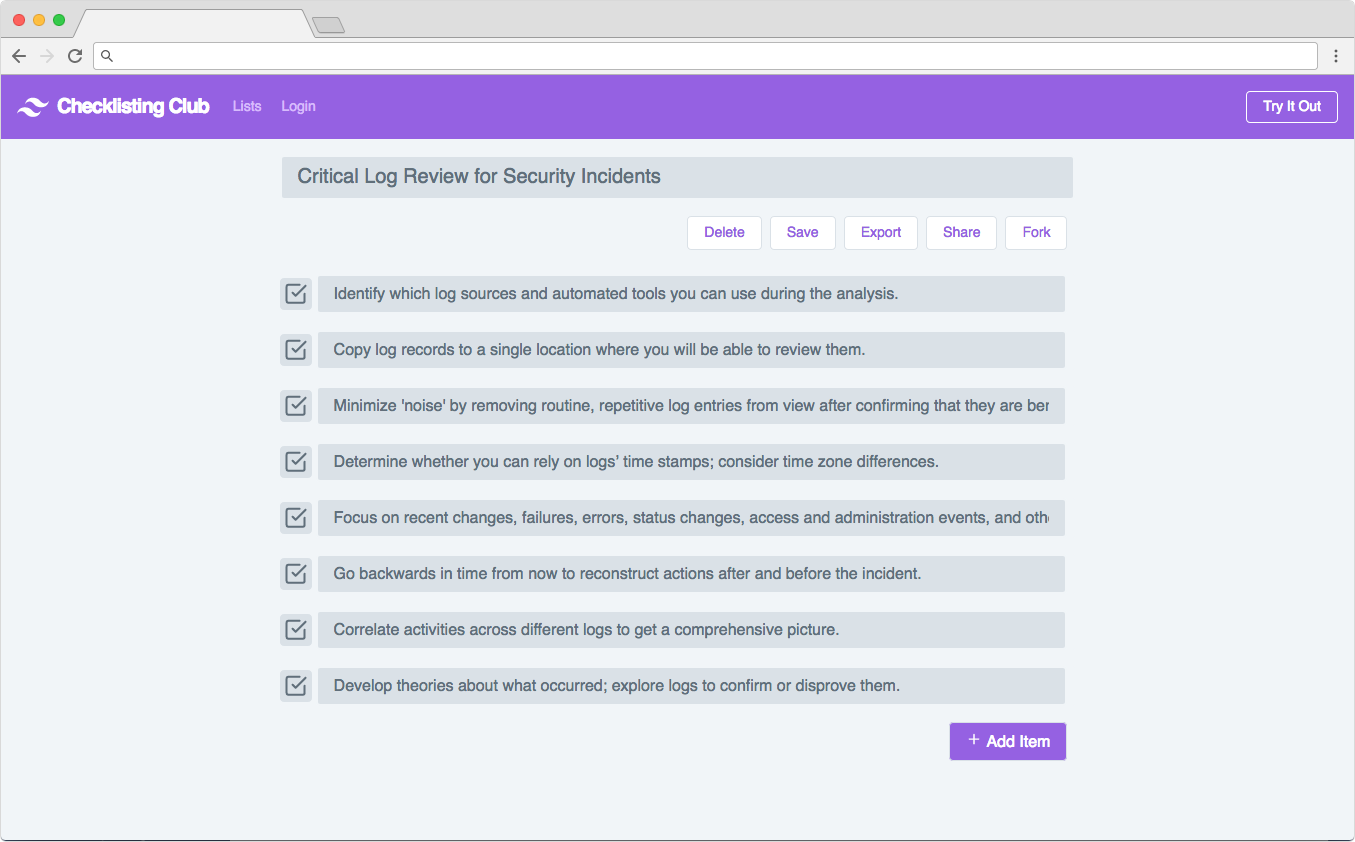 Checklisting Club Lists Login Try It Out
Critical Log Review for Security Incidents
Delete Save Export Share Fork
Identify which log sources and automated tools you can use during the analysis.
Copy log records to a single location where you will be able to review them.
Minimize 'noise' by removing routine, repetitive log entries from view after confirming that they are
Determine whether you can rely on logs’ time stamps; consider time zone differences.
Focus on recent changes, failures, errors, status changes, access and administration events, and
Go backwards in time from now to reconstruct actions after and before the incident.
Correlate activities across different logs to get a comprehensive picture.
Develop theories about what occurred; explore logs to confirm or disprove them.
+ Add Item